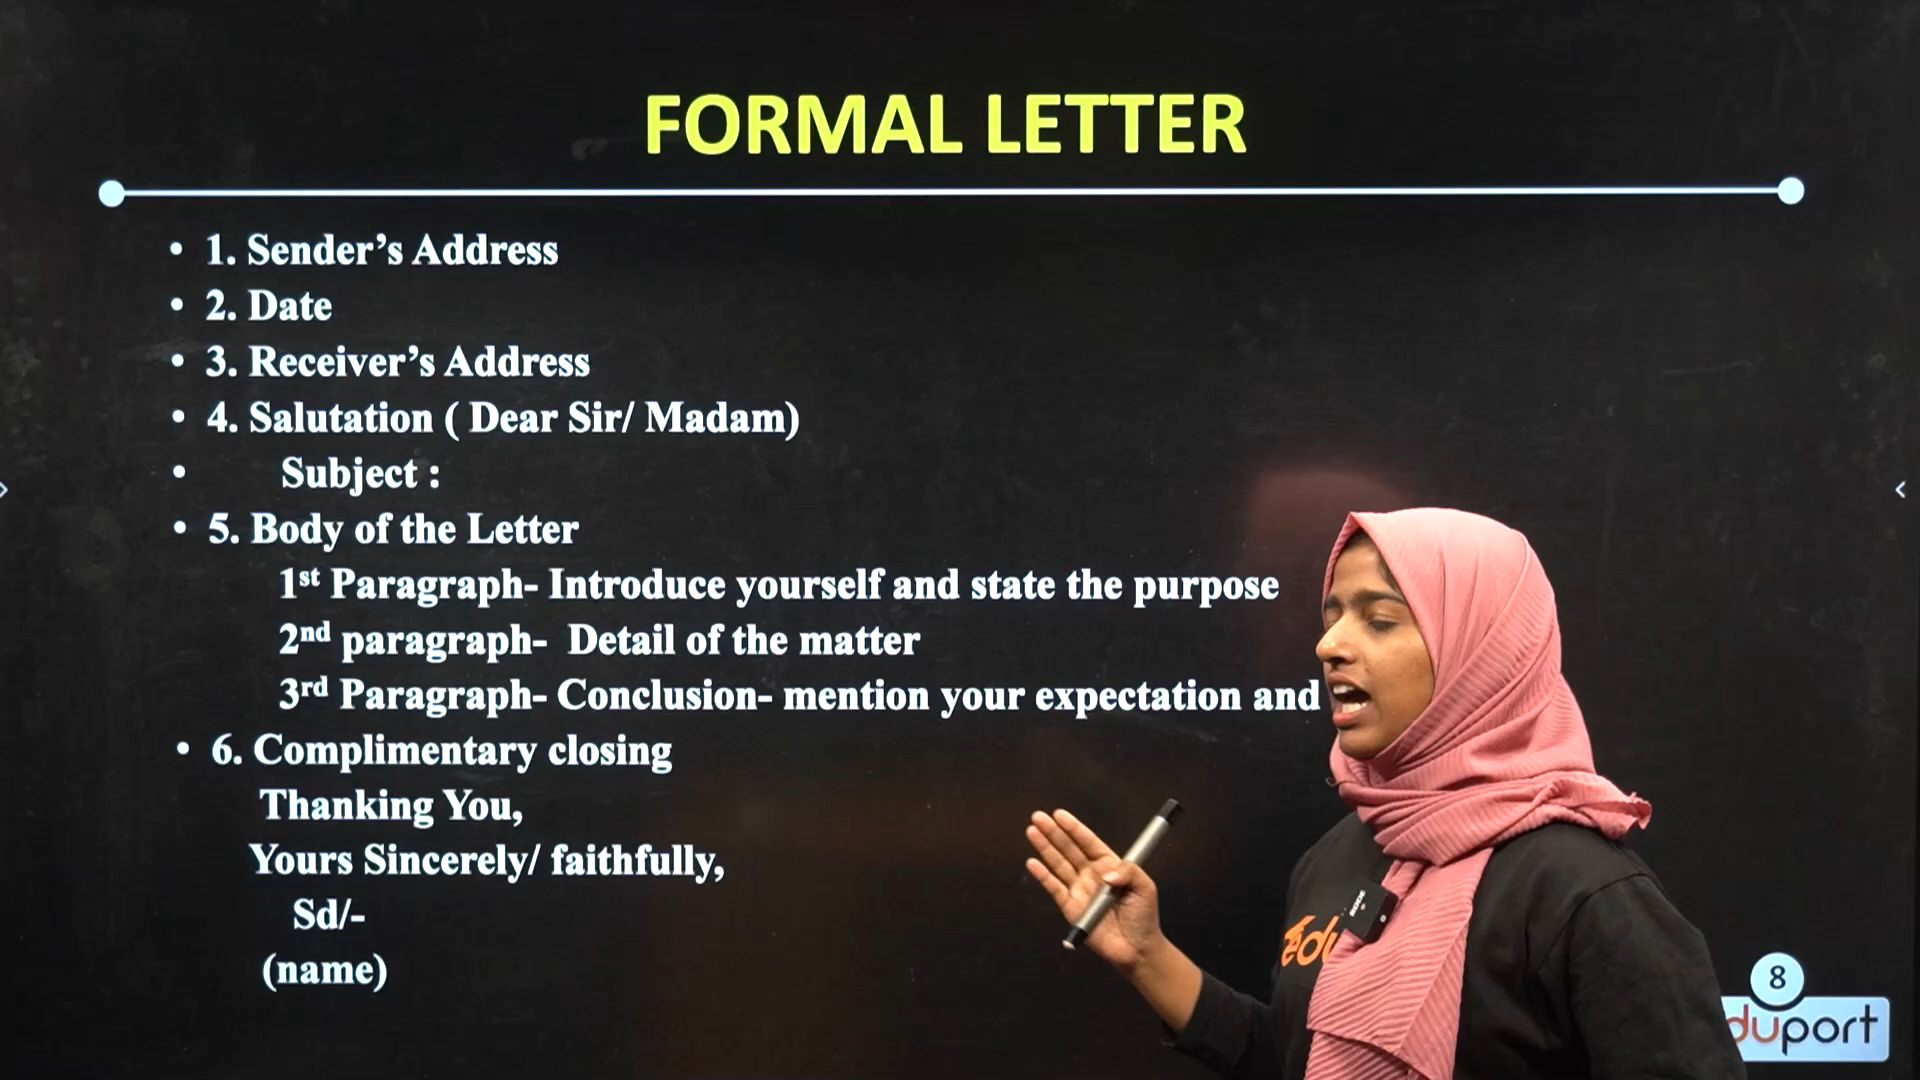 FORMAL LETTER
• 1. Sender’s Address
• 2. Date
• 3. Receiver’s Address
• 4. Salutation ( Dear Sir/ Madam)
• Subject :
• 5. Body of the Letter
1st Paragraph- Introduce yourself and state the purpose
2nd paragraph- Detail of the matter
3rd Paragraph- Conclusion- mention your expectation and
• 6. Complimentary closing
Thanking You,
Yours Sincerely/ faithfully,
Sd/-
(name)
edu
RODE
8
duport